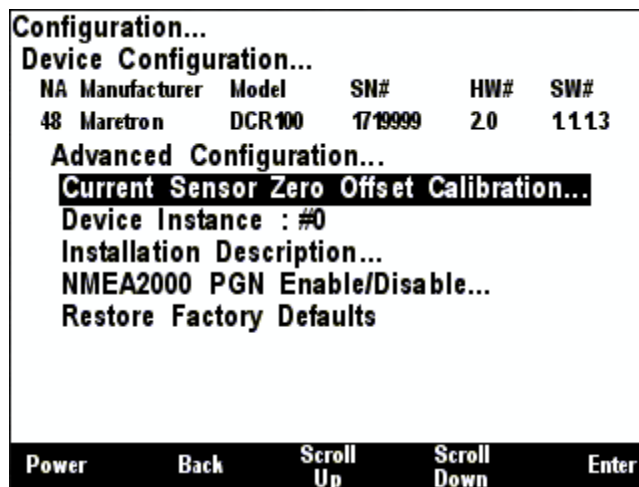 Configuration...
Device Configuration...
NA Manufacturer Model SN# HW# SW#
48 Maretron DCR100 1719999 2.0 1.1.1.3
Advanced Configuration...
Current Sensor Zero Offset Calibration...
Device Instance : #0
Installation Description...
NMEA2000 PGN Enable/Disable...
Restore Factory Defaults
Power Back Scroll Up Scroll Down Enter